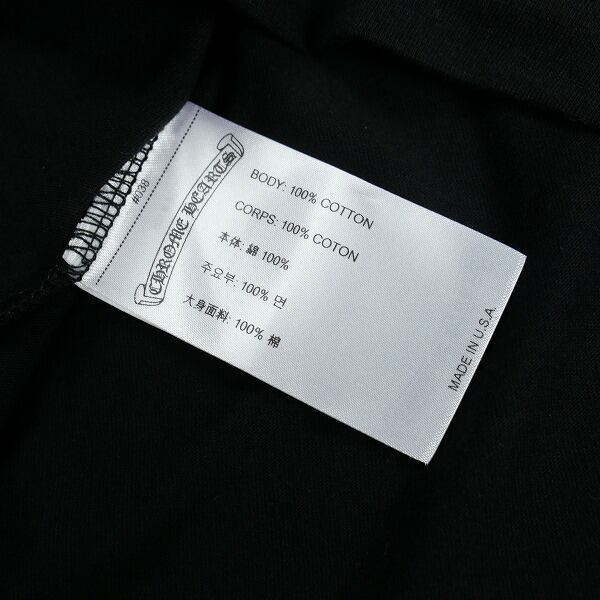 #038
CHROME HEARTS
BODY: 100% COTTON
CORPS: 100% COTON
本体: 綿 100%
주요부: 100% 면
大身面料: 100% 棉
MADE IN U.S.A